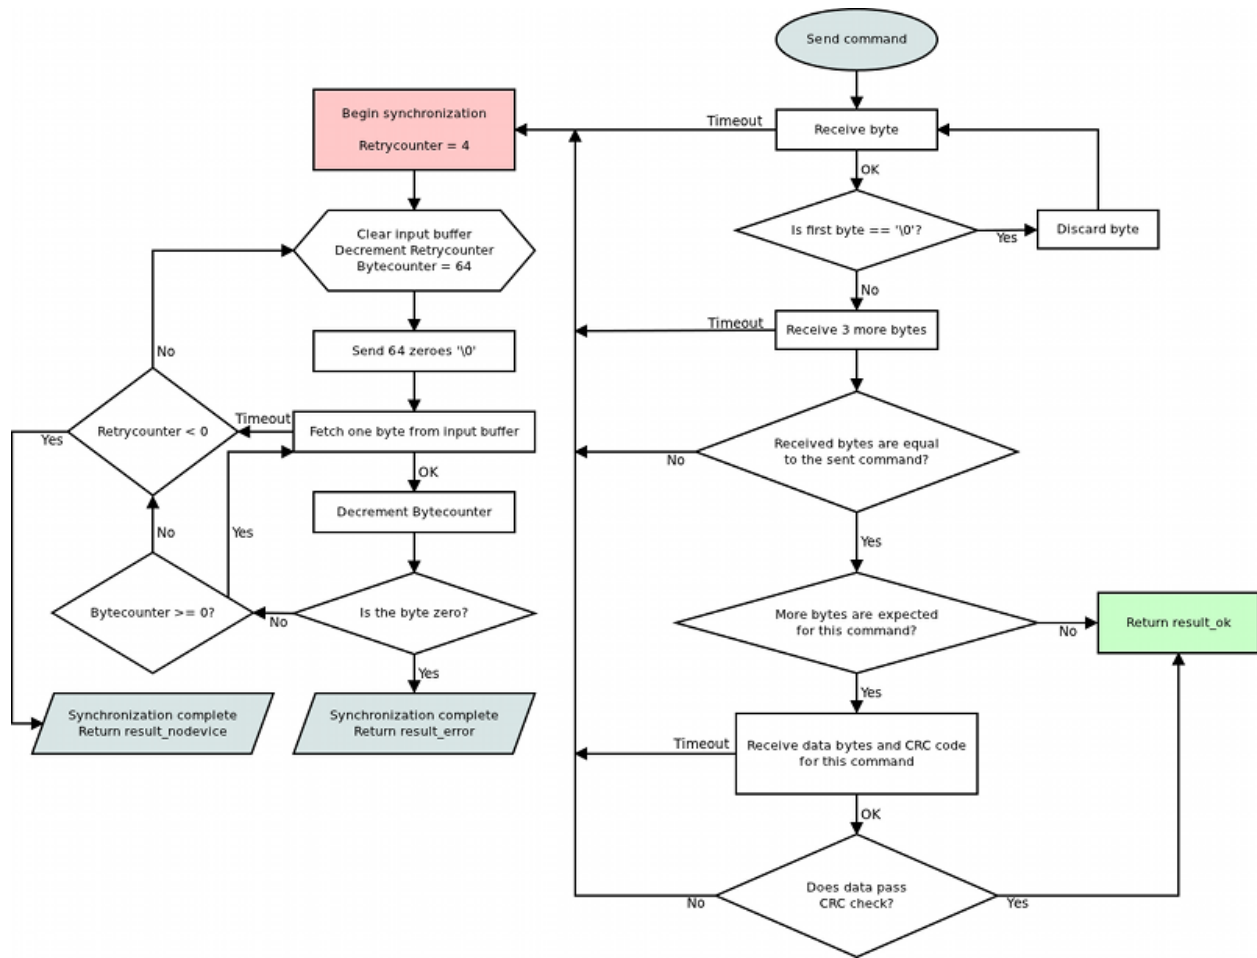 Send command
Begin synchronization
Retrycounter = 4
Timeout
Receive byte
OK
Is first byte == '\0'?
Yes
Discard byte
No
Timeout
Receive 3 more bytes
Received bytes are equal
to the sent command?
No
Yes
More bytes are expected
for this command?
No
Return result_ok
Yes
Timeout
Receive data bytes and CRC code
for this command
OK
Does data pass
CRC check?
No
Yes
Clear input buffer
Decrement Retrycounter
Bytecounter = 64
Send 64 zeroes '\0'
No
Retrycounter < 0
Timeout
Yes
Fetch one byte from input buffer
OK
Decrement Bytecounter
No
Yes
Bytecounter >= 0?
No
Is the byte zero?
Yes
Synchronization complete
Return result_nodevice
Synchronization complete
Return result_error